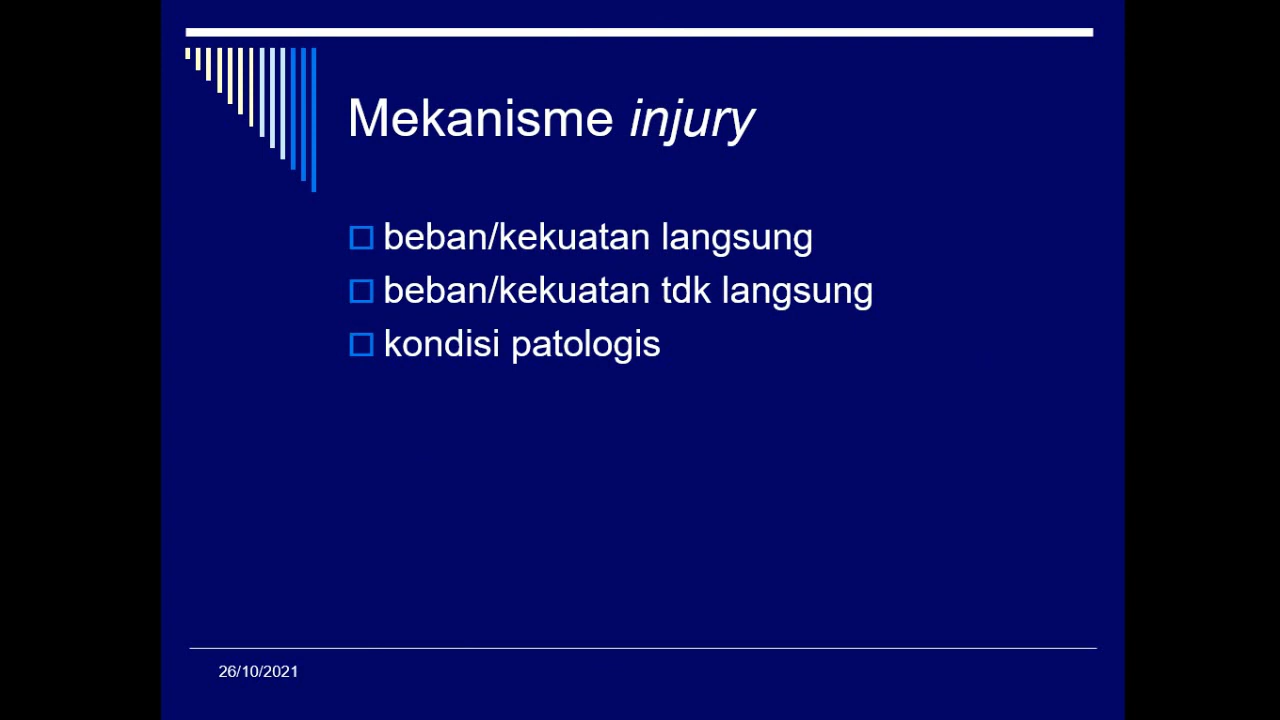 Mekanisme injury
beban/kekuatan langsung
beban/kekuatan tdk langsung
kondisi patologis
26/10/2021